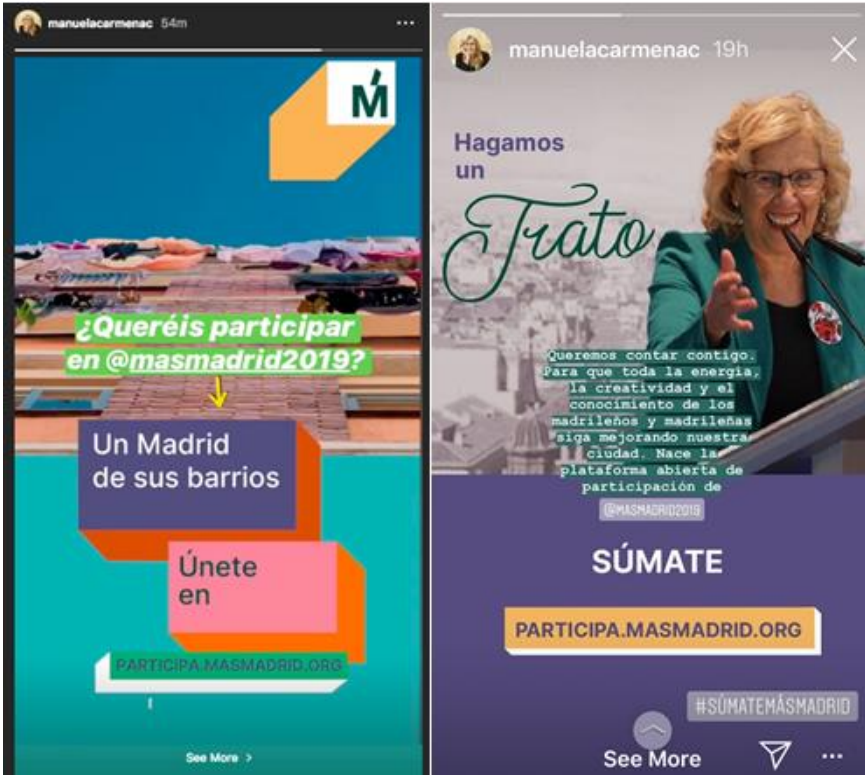 manuelacarmenac 54m
Ḿ
¿Queréis participar
en @masmadrid2019?
Un Madrid
de sus barrios
Únete
en
PARTICIPA.MASMADRID.ORG
See More >
manuelacarmenac 19h
Hagamos
un
Trato
Queremos contar contigo.
Para que toda la energía,
la creatividad y el
conocimiento de los
madrileños y madrileñas
siga mejorando nuestra
ciudad. Nace la
plataforma abierta de
participación de
@MASMADRID2019
SÚMATE
PARTICIPA.MASMADRID.ORG
#SÚMATEMÁSMADRID
See More